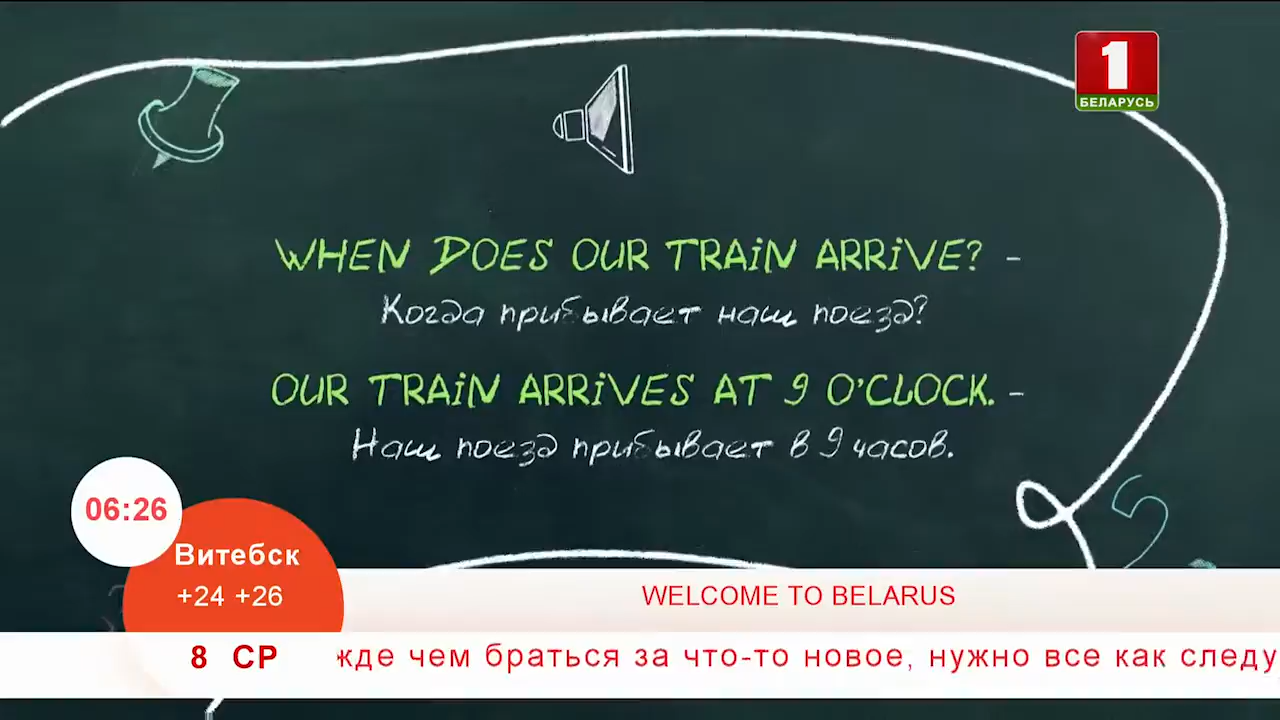 1
БЕЛАРУСЬ
WHEN DOES OUR TRAIN ARRIVE? –
Когда прибывает наш поезд?
OUR TRAIN ARRIVES AT 9 O'CLOCK. –
Наш поезд прибывает в 9 часов.
5
06:26
Витебск
+24 +26
WELCOME TO BELARUS
8 СР
жде чем браться за что-то новое, нужно все как следу